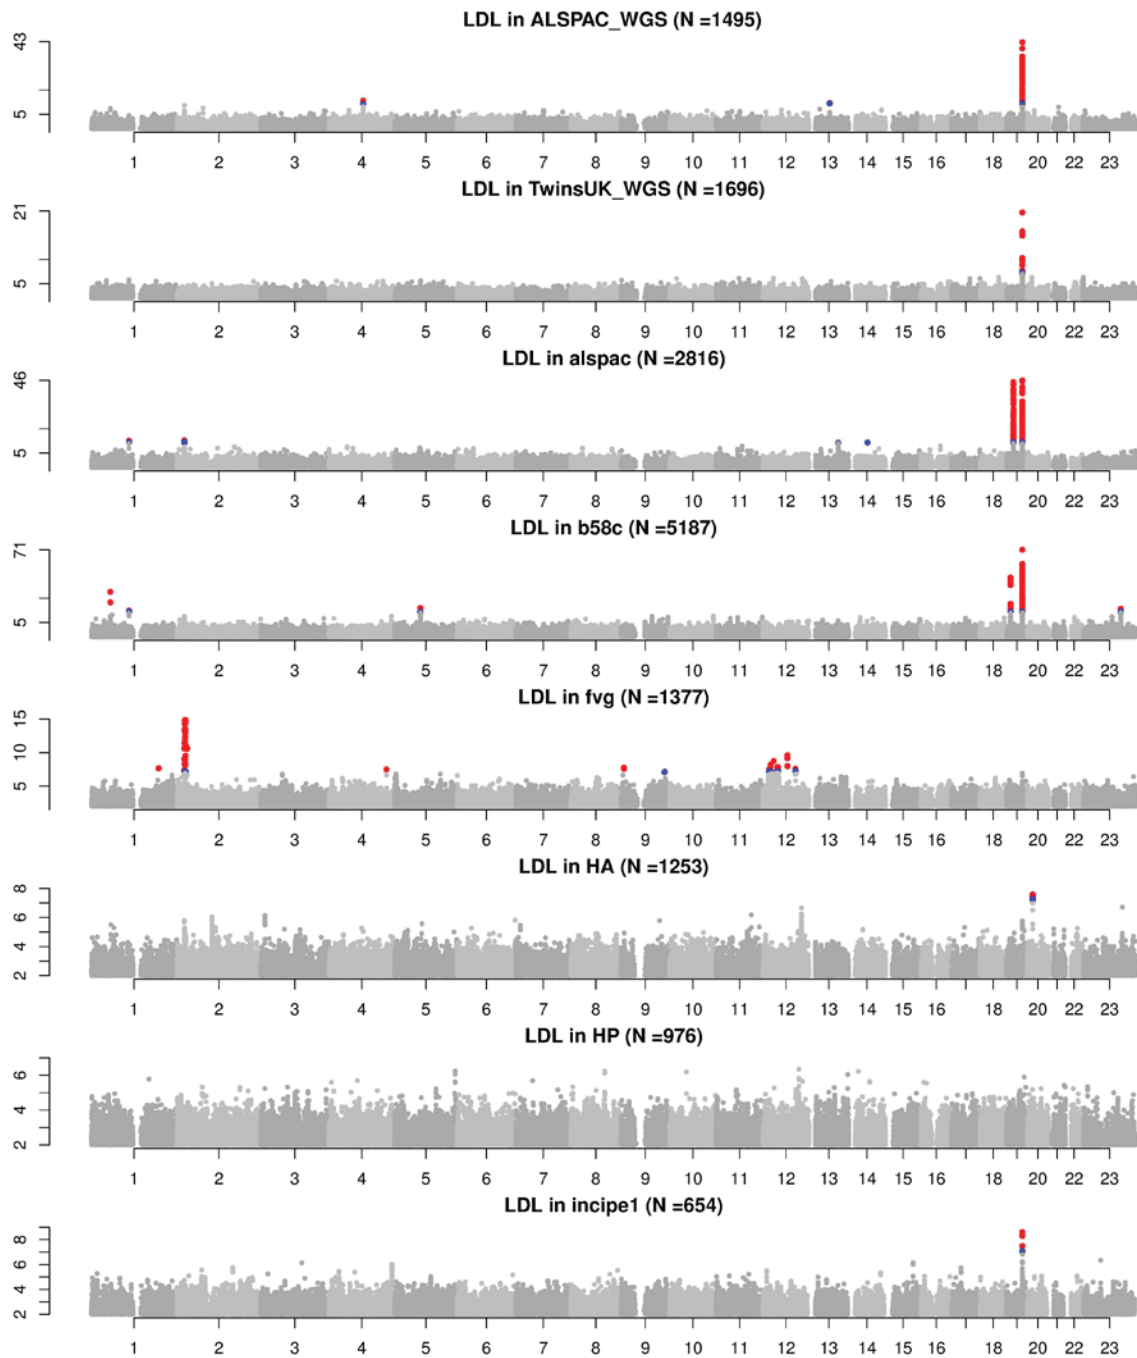 LDL in ALSPAC_WGS (N =1495)
43
5
1 2 3 4 5 6 7 8 9 10 11 12 13 14 15 16 18 20 22 23
LDL in TwinsUK_WGS (N =1696)
21
5
1 2 3 4 5 6 7 8 9 10 11 12 13 14 15 16 18 20 22 23
LDL in alspac (N =2816)
46
5
1 2 3 4 5 6 7 8 9 10 11 12 13 14 15 16 18 20 22 23
LDL in b58c (N =5187)
71
5
1 2 3 4 5 6 7 8 9 10 11 12 13 14 15 16 18 20 22 23
LDL in fvg (N =1377)
15
10
5
1 2 3 4 5 6 7 8 9 10 11 12 13 14 15 16 18 20 22 23
LDL in HA (N =1253)
8
6
4
2
1 2 3 4 5 6 7 8 9 10 11 12 13 14 15 16 18 20 22 23
LDL in HP (N =976)
6
4
2
1 2 3 4 5 6 7 8 9 10 11 12 13 14 15 16 18 20 22 23
LDL in incipe1 (N =654)
8
6
4
2
1 2 3 4 5 6 7 8 9 10 11 12 13 14 15 16 18 20 22 23